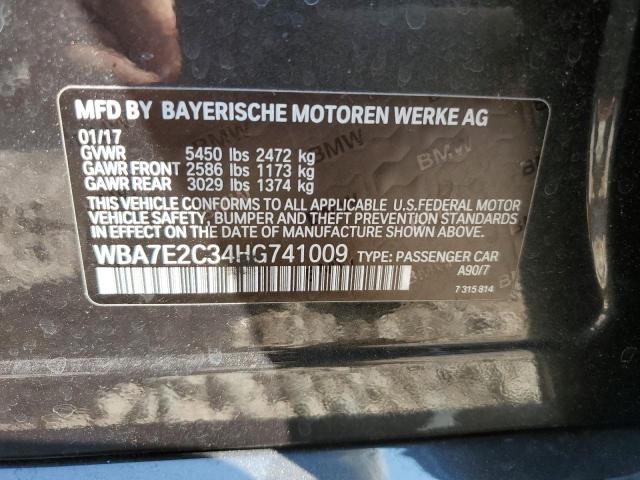 MFD BY BAYERISCHE MOTOREN WERKE AG
01/17
GVWR 5450 lbs 2472 kg
GAWR FRONT 2586 lbs 1173 kg
GAWR REAR 3029 lbs 1374 kg
THIS VEHICLE CONFORMS TO ALL APPLICABLE U.S.FEDERAL MOTOR
VEHICLE SAFETY, BUMPER AND THEFT PREVENTION STANDARDS
IN EFFECT ON THE DATE OF MANUFACTURE SHOWN ABOVE.
WBA7E2C34HG741009 TYPE: PASSENGER CAR
A90/7
7 315 814
BMW
BMW